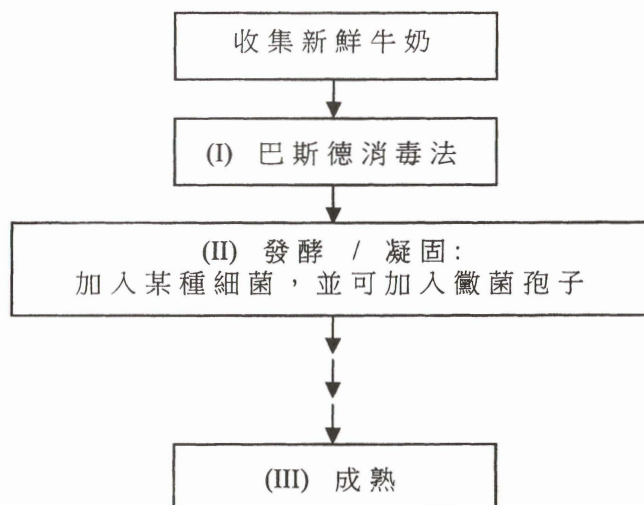 收集新鮮牛奶
(I) 巴斯德消毒法
(II) 發酵 / 凝固:
加入某種細菌，並可加入黴菌孢子
(III) 成熟